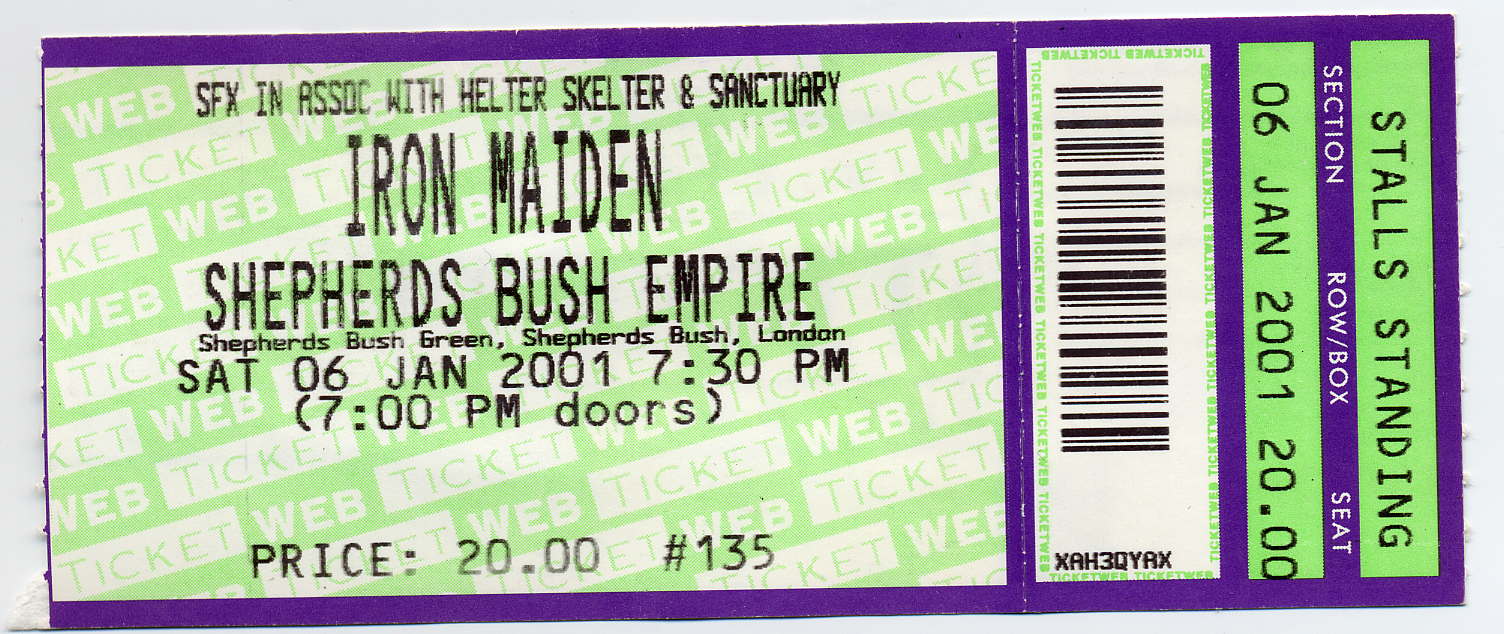 SFX IN ASSOC WITH HELTER SKELTER & SANCTUARY
IRON MAIDEN
SHEPHERDS BUSH EMPIRE
Shepherds Bush Green, Shepherds Bush, London
SAT 06 JAN 2001 7:30 PM
(7:00 PM doors)
PRICE: 20.00 #135
TICKETWEB TICKETWEB
XAH3QYAX
06 JAN 2001 20.00
SECTION ROW/BOX SEAT
STALLS STANDING